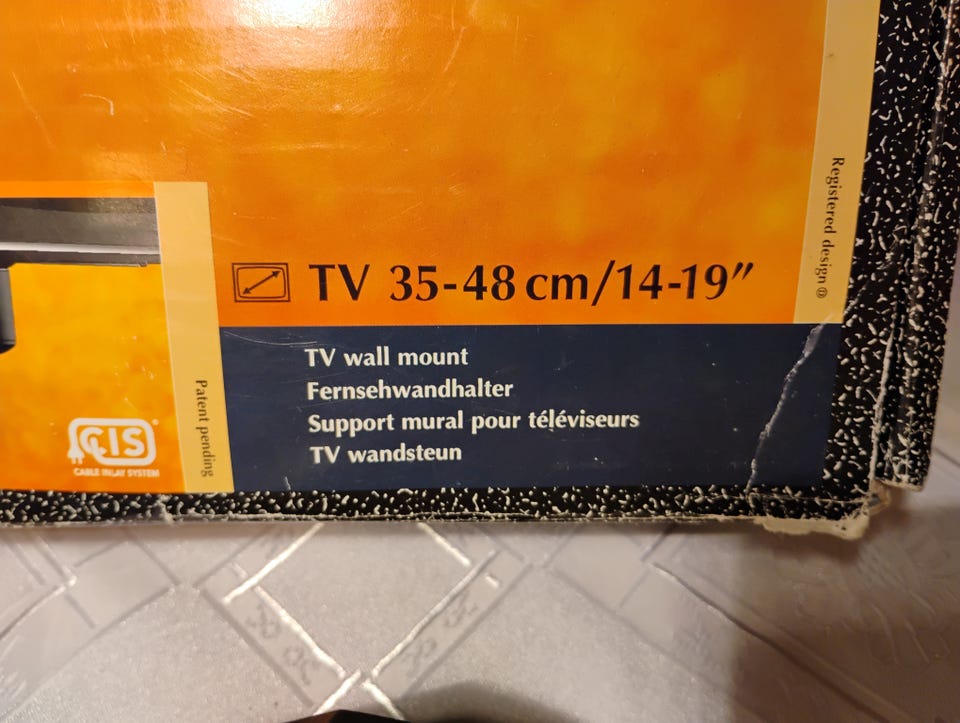 Registered design ®
TV 35-48 cm/14-19"
TV wall mount
Fernsehwandhalter
Support mural pour téléviseurs
TV wandsteun
Patent pending
CIS®
CABLE INLAY SYSTEM